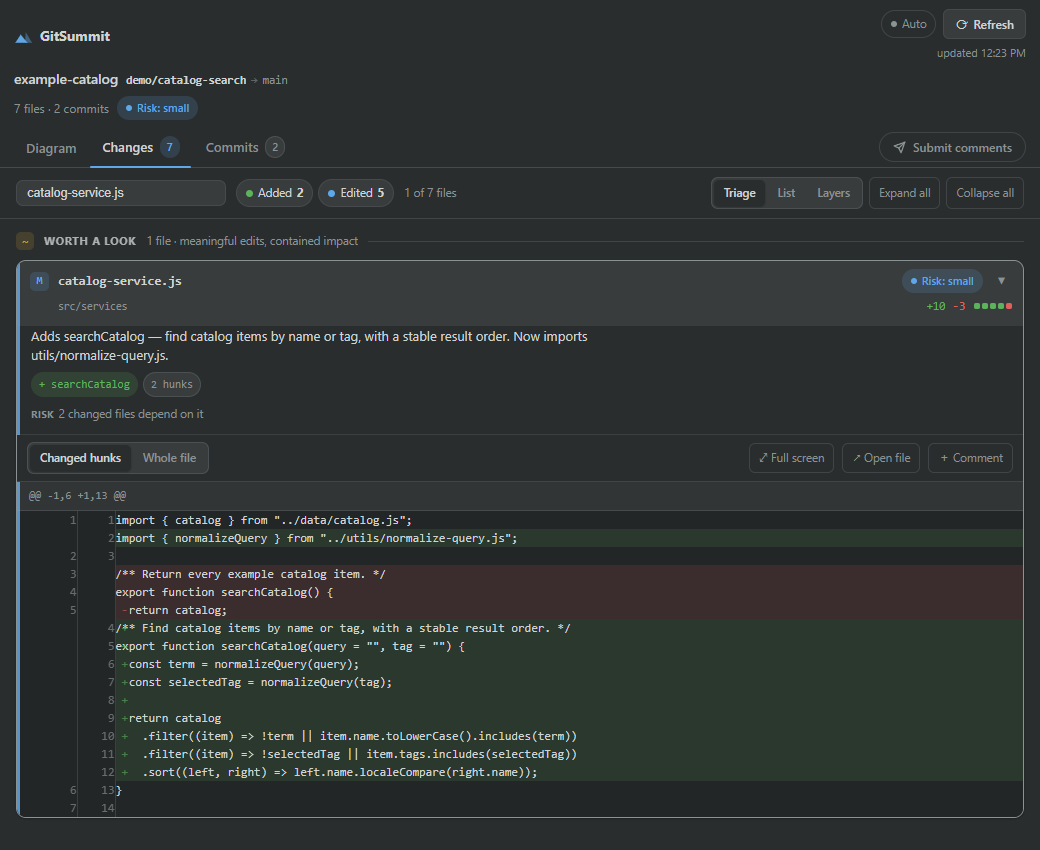 GitSummit
Auto
Refresh
updated 12:23 PM
example-catalog demo/catalog-search → main
7 files · 2 commits Risk: small
Diagram Changes 7 Commits 2 Submit comments
catalog-service.js Added 2 Edited 5 1 of 7 files Triage List Layers Expand all Collapse all
~ WORTH A LOOK 1 file · meaningful edits, contained impact
M catalog-service.js Risk: small ▼
src/services +10 -3
Adds searchCatalog — find catalog items by name or tag, with a stable result order. Now imports
utils/normalize-query.js.
+ searchCatalog 2 hunks
RISK 2 changed files depend on it
Changed hunks Whole file ⤢ Full screen ↗ Open file + Comment
@@ -1,6 +1,13 @@
1 1 import { catalog } from "../data/catalog.js";
2 import { normalizeQuery } from "../utils/normalize-query.js";
2 3
3 /** Return every example catalog item. */
4 export function searchCatalog() {
5 -return catalog;
4 /** Find catalog items by name or tag, with a stable result order. */
5 export function searchCatalog(query = "", tag = "") {
6 +const term = normalizeQuery(query);
7 +const selectedTag = normalizeQuery(tag);
8 +
9 +return catalog
10 + .filter((item) => !term || item.name.toLowerCase().includes(term))
11 + .filter((item) => !selectedTag || item.tags.includes(selectedTag))
12 + .sort((left, right) => left.name.localeCompare(right.name));
6 13 }
7 14